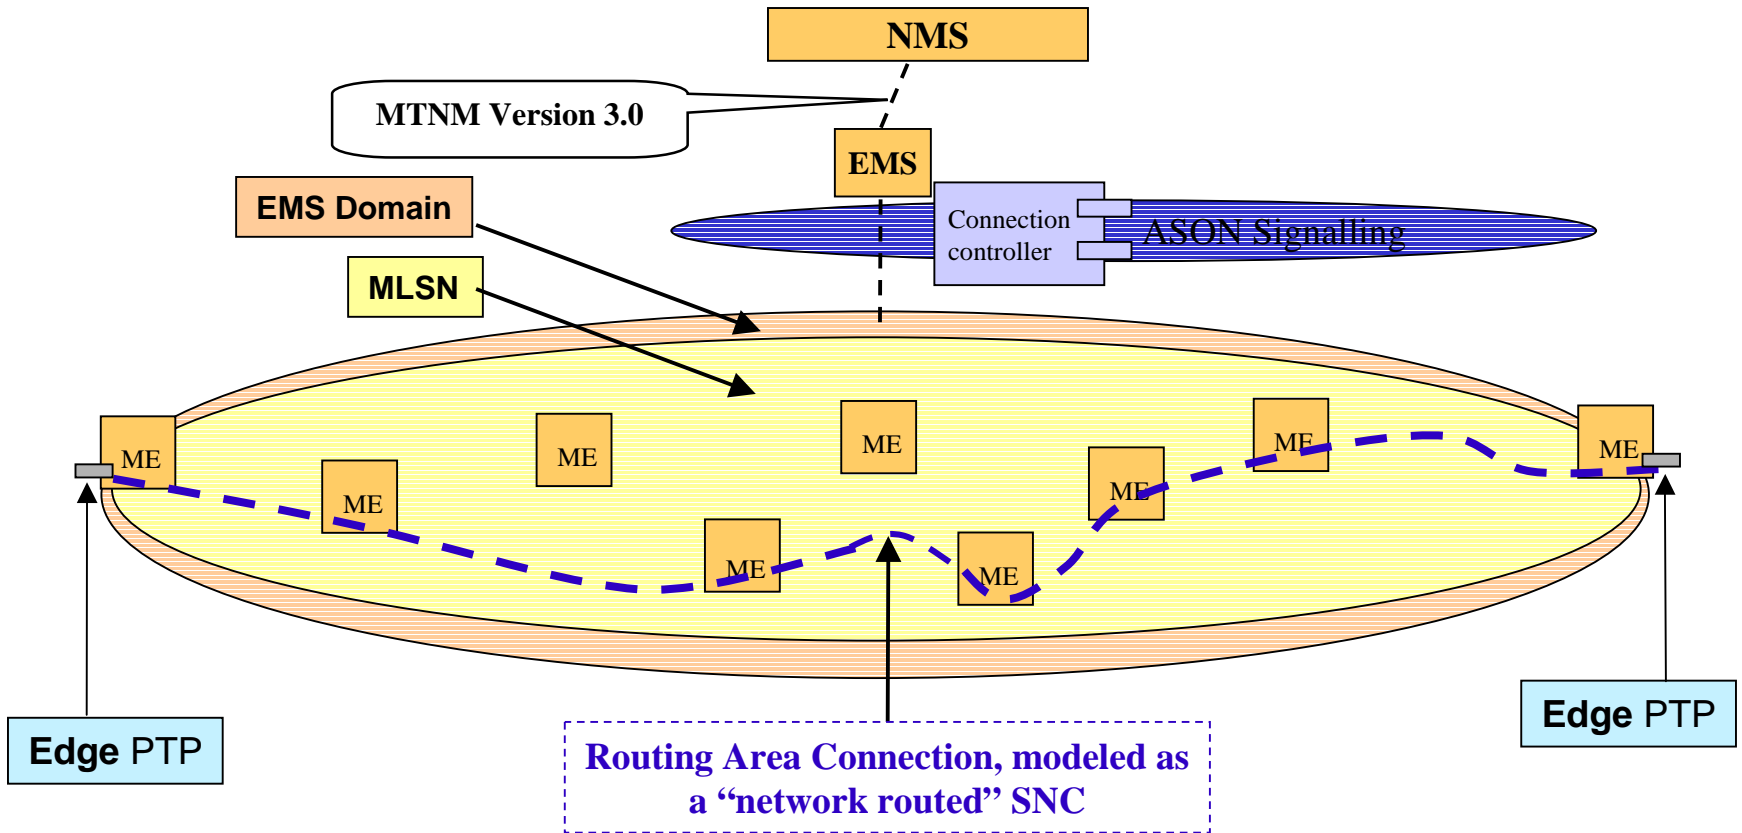 NMS
MTNM Version 3.0
EMS
EMS Domain
Connection
controller
ASON Signalling
MLSN
ME
ME
ME
ME
ME
ME
ME
ME
ME
Edge PTP
Edge PTP
Routing Area Connection, modeled as
a “network routed” SNC